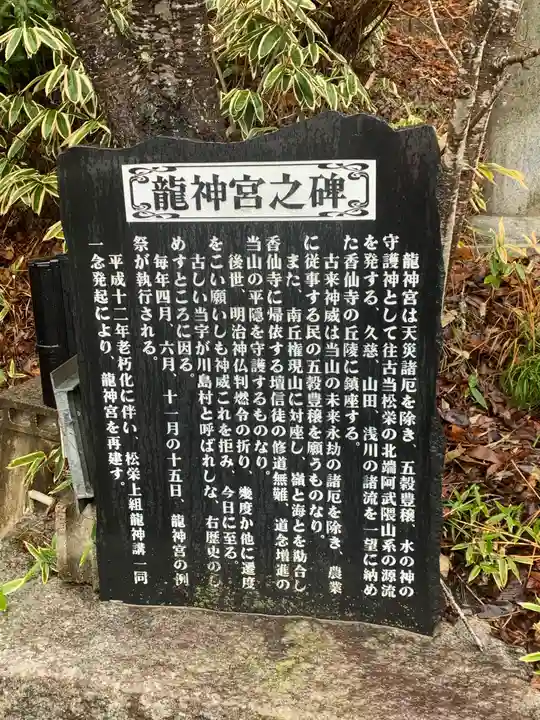 龍神宮之碑
龍神宮は天災諸厄を除き、五穀豊穣、水の神の
守護神として往古当松栄の北端阿武隈山系の源流
を発する、久慈、山田、浅川の諸流を一望に納め
た香仙寺の丘陵に鎮座する。
古来神威は当山の未来永劫の諸厄を除き、農業
に従事する民の五穀豊穣を願うものなり。
また、南丘権現山に対座し、嶺と海とを勘合し
香仙寺に帰依する壇信徒の修道無難、道念増進の
当山の平隠を守護するものなり。
後世、明治神仏判燃令の折り、幾度か他に遷度
をこい願いしも神威これを拒み、今日に至る。
古しい当字が川島村と呼ばれしな、右歴史のし
めすところに因る。
毎年四月、六月、十一月の十五日、龍神宮の例
祭が執行される。
平成十二年老朽化に伴い、松栄上組龍神講一同
一念発起により、龍神宮を再建す。